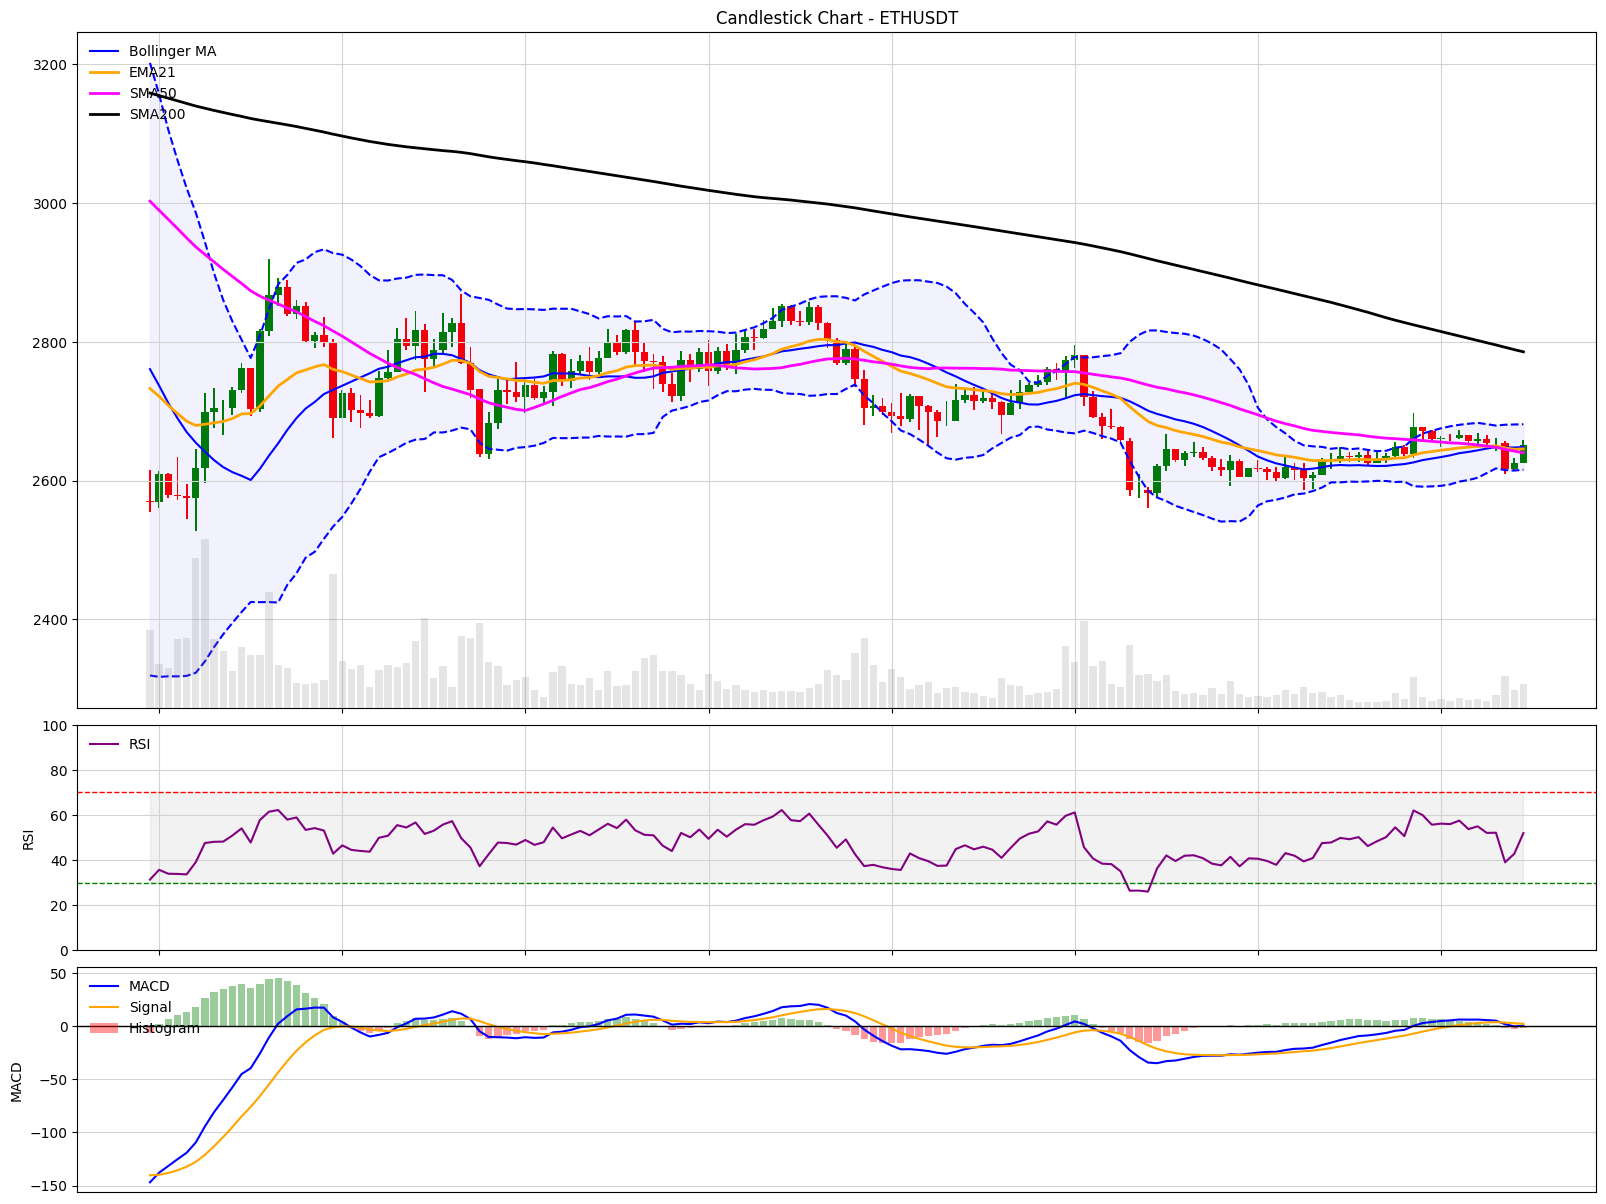 Candlestick Chart - ETHUSDT
Bollinger MA
EMA21
SMA50
SMA200
3200
3000
2800
2600
2400
RSI
100
80
60
40
20
0
RSI
MACD
Signal
Histogram
50
0
−50
−100
−150
MACD